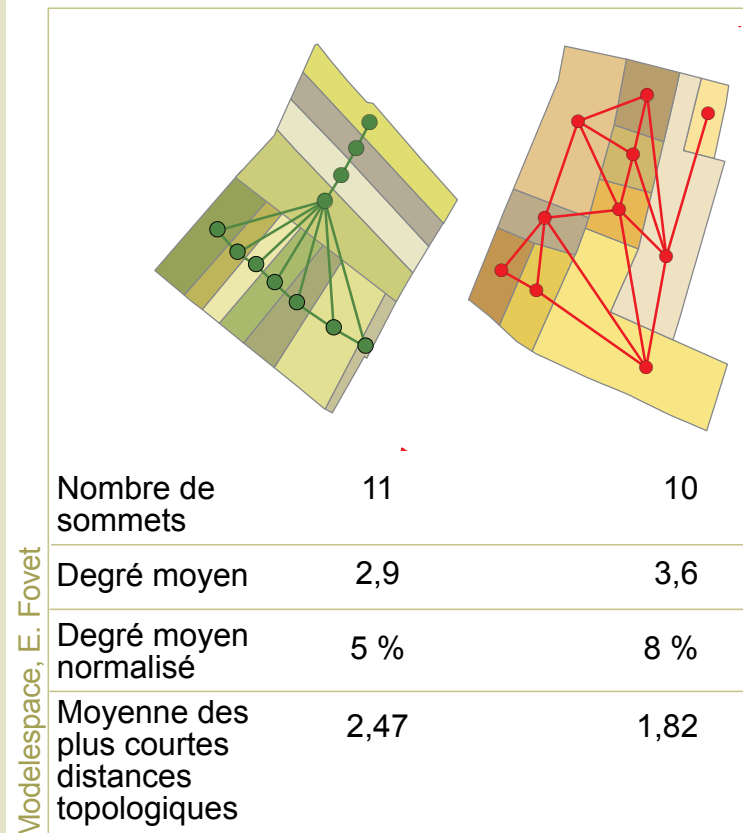 Nombre de
sommets
11
10
Degré moyen
2,9
3,6
Degré moyen
normalisé
5 %
8 %
Moyenne des
plus courtes
distances
topologiques
2,47
1,82
Modelespace, E. Fovet